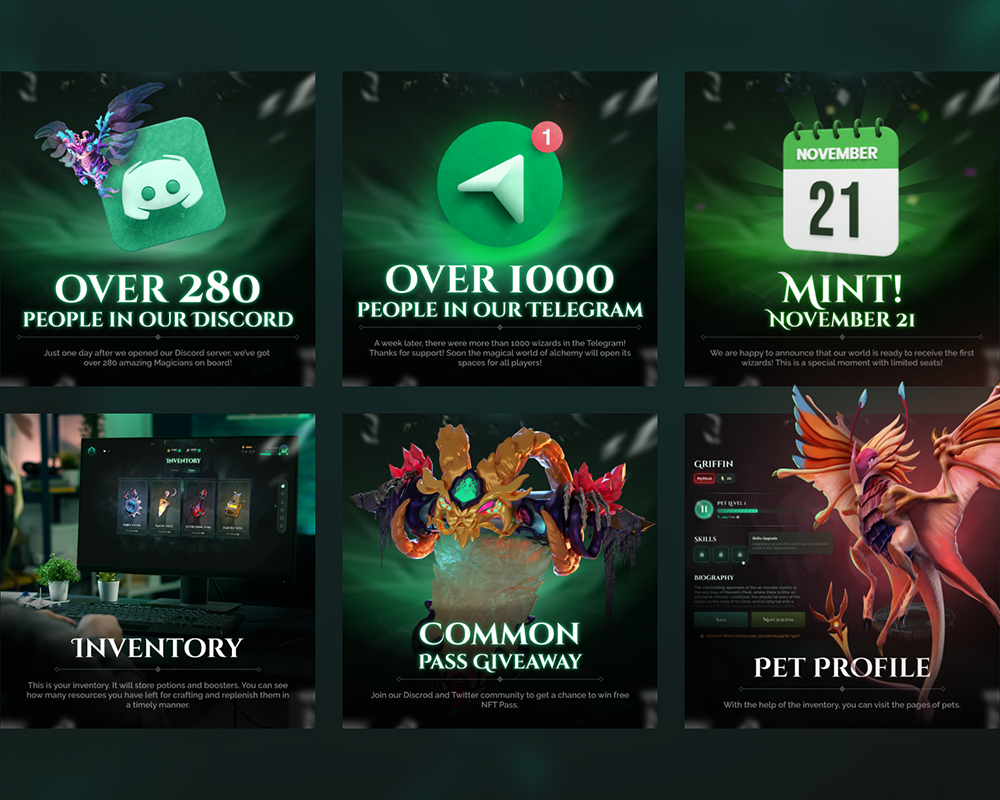 OVER 280
PEOPLE IN OUR DISCORD
Just one day after we opened our Discord server, we've got
over 280 amazing Magicians on board!
1
OVER 1000
PEOPLE IN OUR TELEGRAM
A week later, there were more than 1000 wizards in the Telegram!
Thanks for support! Soon the magical world of alchemy will open its
spaces for all players!
NOVEMBER
21
MINT!
NOVEMBER 21
We are happy to announce that our world is ready to receive the first
wizards! This is a special moment with limited seats!
INVENTORY
INVENTORY
This is your inventory. It will store potions and boosters. You can see
how many resources you have left for crafting and replenish them in
a timely manner.
COMMON
PASS GIVEAWAY
Join our Discrod and Twitter community to get a chance to win free
NFT Pass.
GRIFFIN
Mythical
Air
11
PET LEVEL 1
SKILLS
Skills Upgrade
BIOGRAPHY
SALE
PET PROFILE
With the help of the inventory, you can visit the pages of pets.